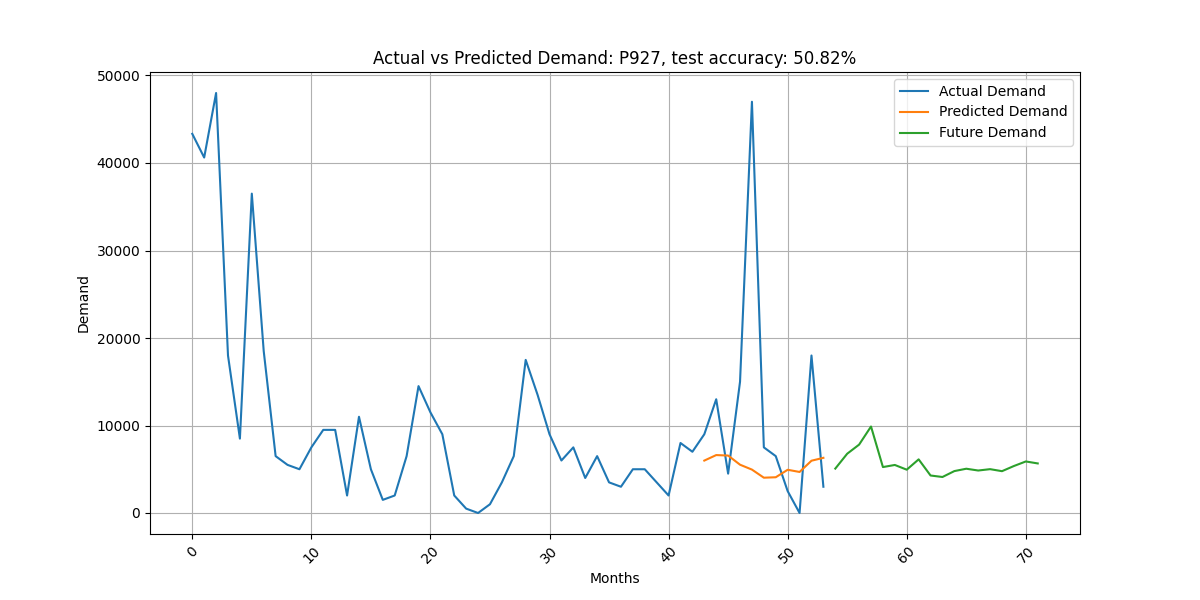 Actual vs Predicted Demand: P927, test accuracy: 50.82%
Actual Demand
Predicted Demand
Future Demand
50000
40000
30000
20000
10000
0
Demand
0 10 20 30 40 50 60 70
Months